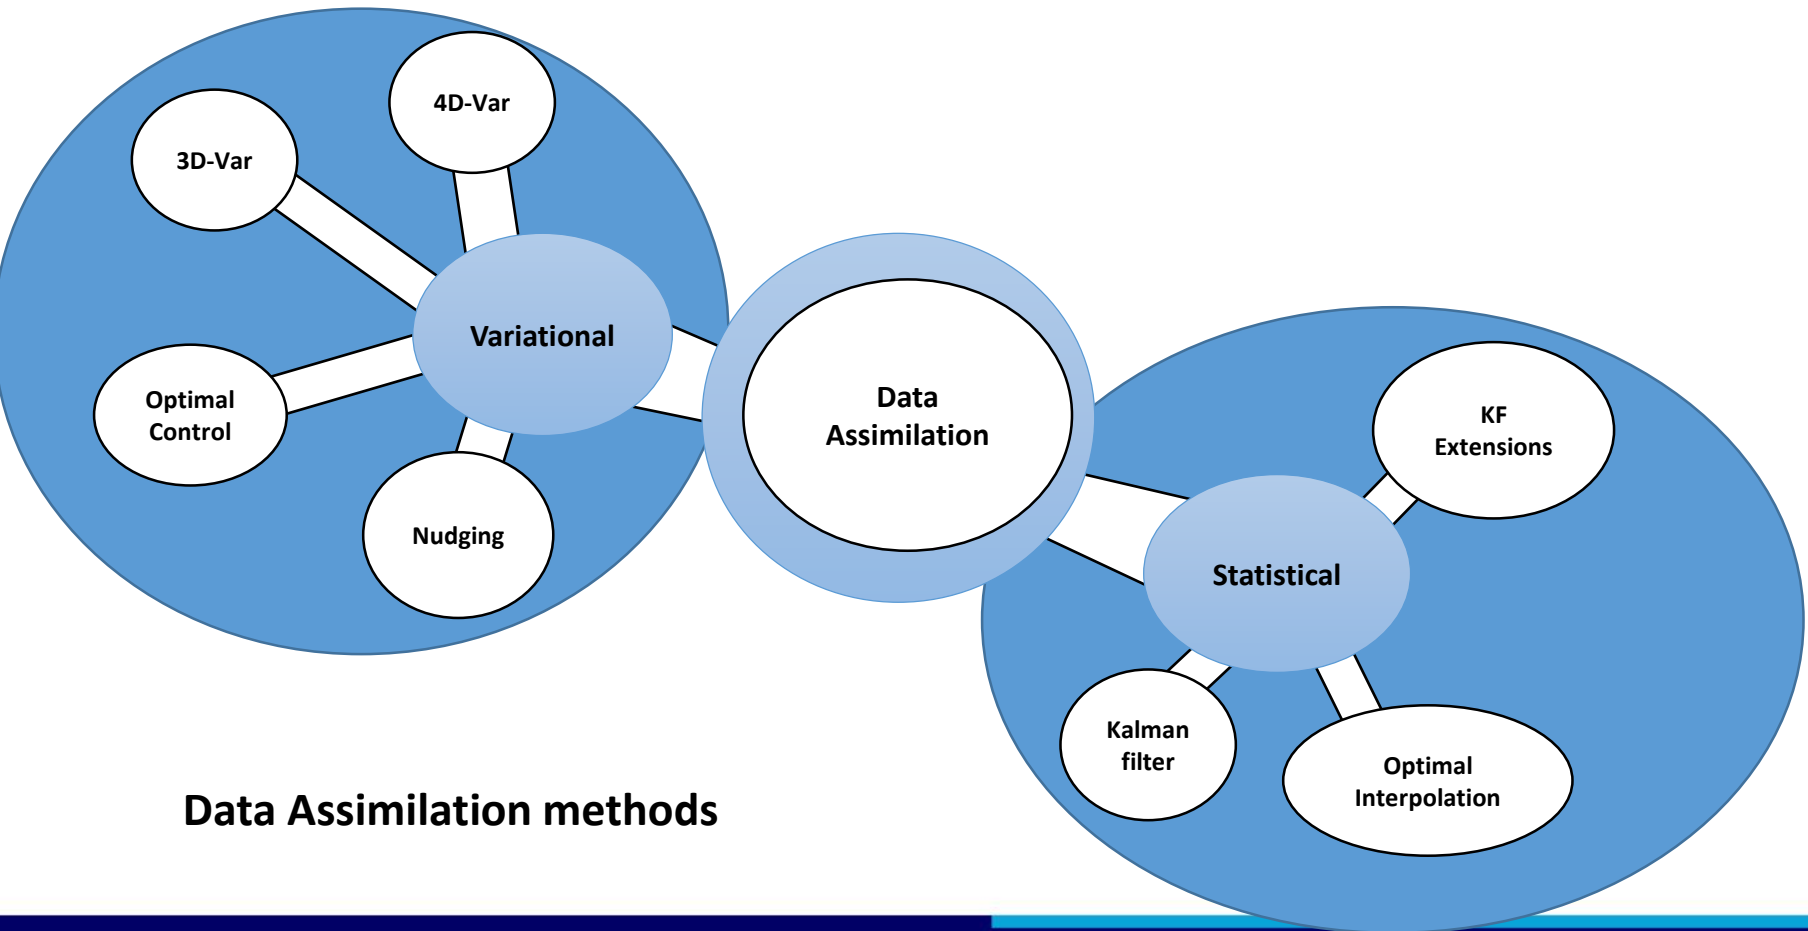 4D-Var
3D-Var
Variational
Optimal
Control
Nudging
Data
Assimilation
KF
Extensions
Statistical
Kalman
filter
Optimal
Interpolation
Data Assimilation methods